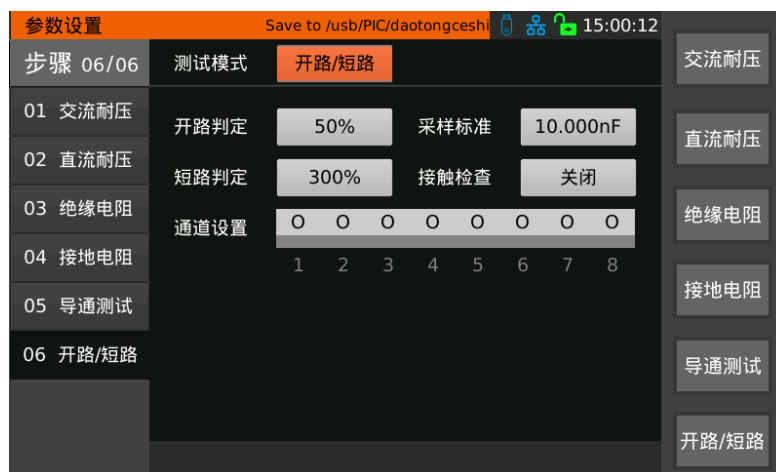 参数设置 Save to /usb/PIC/daotongceshi 15:00:12
步骤 06/06
01 交流耐压
02 直流耐压
03 绝缘电阻
04 接地电阻
05 导通测试
06 开路/短路
测试模式 开路/短路
开路判定 50% 采样标准 10.000nF
短路判定 300% 接触检查 关闭
通道设置 O O O O O O O O
1 2 3 4 5 6 7 8
交流耐压
直流耐压
绝缘电阻
接地电阻
导通测试
开路/短路